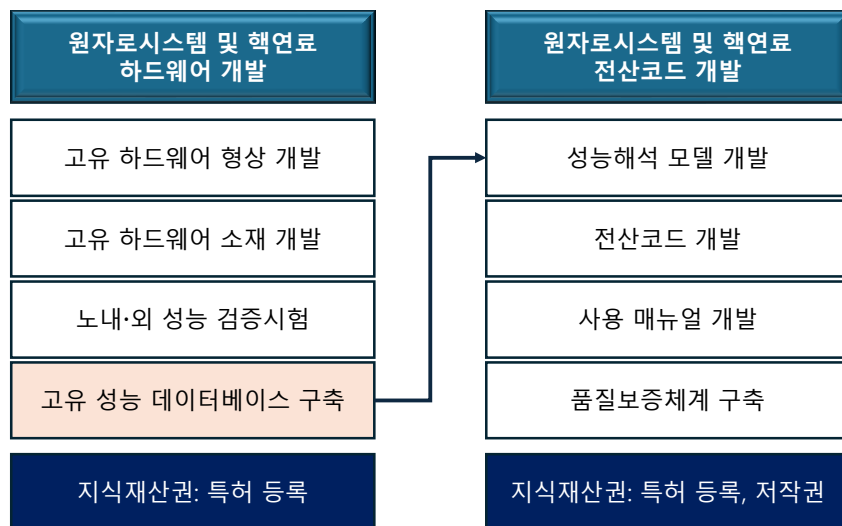 원자로시스템 및 핵연료
하드웨어 개발
고유 하드웨어 형상 개발
고유 하드웨어 소재 개발
노내·외 성능 검증시험
고유 성능 데이터베이스 구축
지식재산권: 특허 등록
원자로시스템 및 핵연료
전산코드 개발
성능해석 모델 개발
전산코드 개발
사용 매뉴얼 개발
품질보증체계 구축
지식재산권: 특허 등록, 저작권